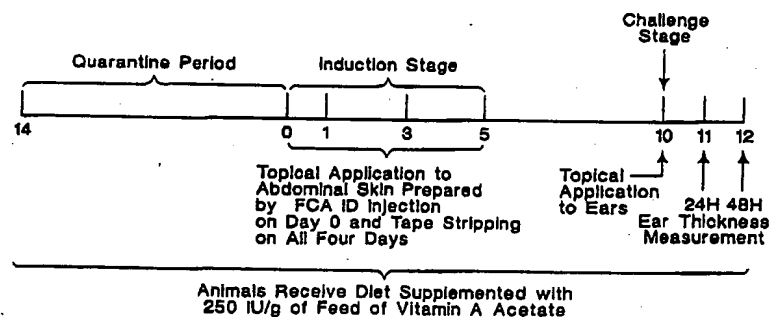 Challenge
Stage
Quarantine Period
Induction Stage
14
0
1
3
5
10
11
12
Topical Application to
Abdominal Skin Prepared
by FCA ID Injection
on Day 0 and Tape Stripping
on All Four Days
Topical
Application
to Ears
24H 48H
Ear Thickness
Measurement
Animals Receive Diet Supplemented with
250 IU/g of Feed of Vitamin A Acetate